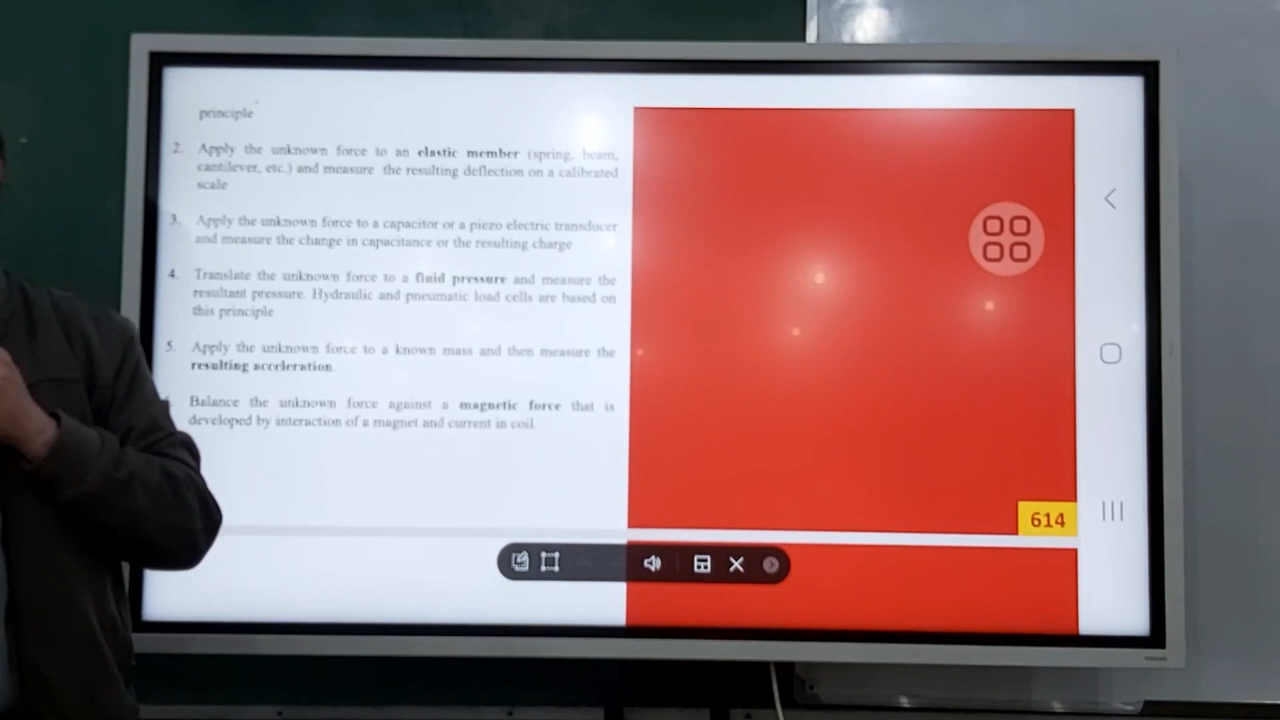 principle
2. Apply the unknown force to an elastic member (spring, beam,
cantilever, etc.) and measure the resulting deflection on a calibrated
scale
3. Apply the unknown force to a capacitor or a piezo electric transducer
and measure the change in capacitance or the resulting charge
4. Translate the unknown force to a fluid pressure and measure the
resultant pressure. Hydraulic and pneumatic load cells are based on
this principle
5. Apply the unknown force to a known mass and then measure the
resulting acceleration.
Balance the unknown force against a magnetic force that is
developed by interaction of a magnet and current in coil.
614